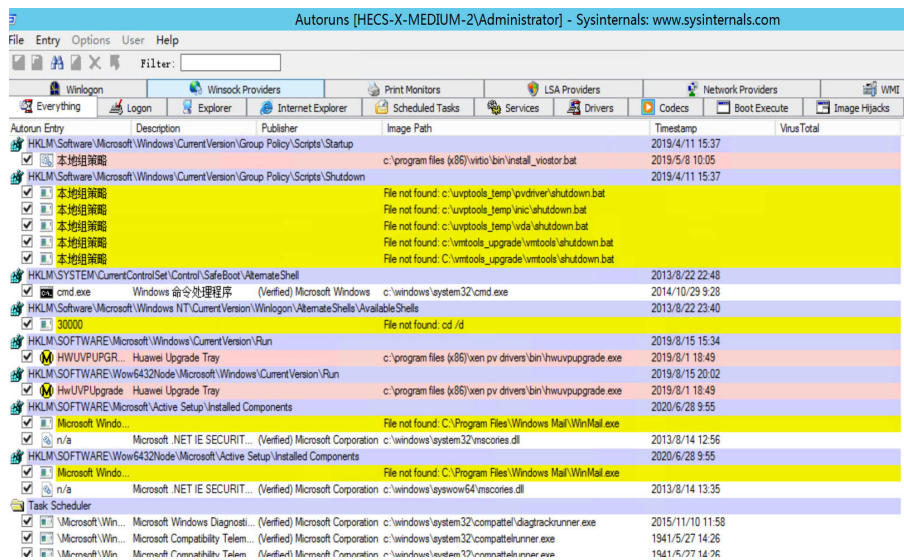 Autoruns [HECS-X-MEDIUM-2\Administrator] - Sysinternals: www.sysinternals.com
File Entry Options User Help
Filter:
Winlogon Winsock Providers Print Monitors LSA Providers Network Providers WMI
Everything Logon Explorer Internet Explorer Scheduled Tasks Services Drivers Codecs Boot Execute Image Hijacks
Autorun Entry Description Publisher Image Path Timestamp VirusTotal
HKLM\Software\Microsoft\Windows\CurrentVersion\Group Policy\Scripts\Startup 2019/4/11 15:37
本地组策略 c:\program files (x86)\virtio\bin\install_viostor.bat 2019/5/8 10:05
HKLM\Software\Microsoft\Windows\CurrentVersion\Group Policy\Scripts\Shutdown 2019/4/11 15:37
本地组策略 File not found: c:\uvptools_temp\pvdriver\shutdown.bat
本地组策略 File not found: c:\uvptools_temp\inic\shutdown.bat
本地组策略 File not found: c:\uvptools_temp\vda\shutdown.bat
本地组策略 File not found: c:\vmtools_upgrade\vmtools\shutdown.bat
本地组策略 File not found: C:\vmtools_upgrade\vmtools\shutdown.bat
HKLM\SYSTEM\CurrentControlSet\Control\SafeBoot\AlternateShell 2013/8/22 22:48
cmd.exe Windows 命令处理程序 (Verified) Microsoft Windows c:\windows\system32\cmd.exe 2014/10/29 9:28
HKLM\Software\Microsoft\Windows NT\CurrentVersion\Winlogon\AlternateShells\AvailableShells 2013/8/22 23:40
30000 File not found: cd /d
HKLM\SOFTWARE\Microsoft\Windows\CurrentVersion\Run 2019/8/15 15:34
HWUVPUPGR... Huawei Upgrade Tray c:\program files (x86)\xen pv drivers\bin\hwuvpupgrade.exe 2019/8/1 18:49
HKLM\SOFTWARE\Wow6432Node\Microsoft\Windows\CurrentVersion\Run 2019/8/15 20:02
HwUVPUpgrade Huawei Upgrade Tray c:\program files (x86)\xen pv drivers\bin\hwuvpupgrade.exe 2019/8/1 18:49
HKLM\SOFTWARE\Microsoft\Active Setup\Installed Components 2020/6/28 9:55
Microsoft Windo... File not found: C:\Program Files\Windows Mail\WinMail.exe
n/a Microsoft .NET IE SECURIT... (Verified) Microsoft Corporation c:\windows\system32\mscories.dll 2013/8/14 12:56
HKLM\SOFTWARE\Wow6432Node\Microsoft\Active Setup\Installed Components 2020/6/28 9:55
Microsoft Windo... File not found: C:\Program Files\Windows Mail\WinMail.exe
n/a Microsoft .NET IE SECURIT... (Verified) Microsoft Corporation c:\windows\syswow64\mscories.dll 2013/8/14 13:35
Task Scheduler
\Microsoft\Win... Microsoft Windows Diagnosti... (Verified) Microsoft Corporation c:\windows\system32\compattel\diagtrackrunner.exe 2015/11/10 11:58
\Microsoft\Win... Microsoft Compatibility Telem... (Verified) Microsoft Corporation c:\windows\system32\compattelrunner.exe 1941/5/27 14:26
\Microsoft\Win... Microsoft Compatibility Telem... (Verified) Microsoft Corporation c:\windows\system32\compattelrunner.exe 1941/5/27 14:26